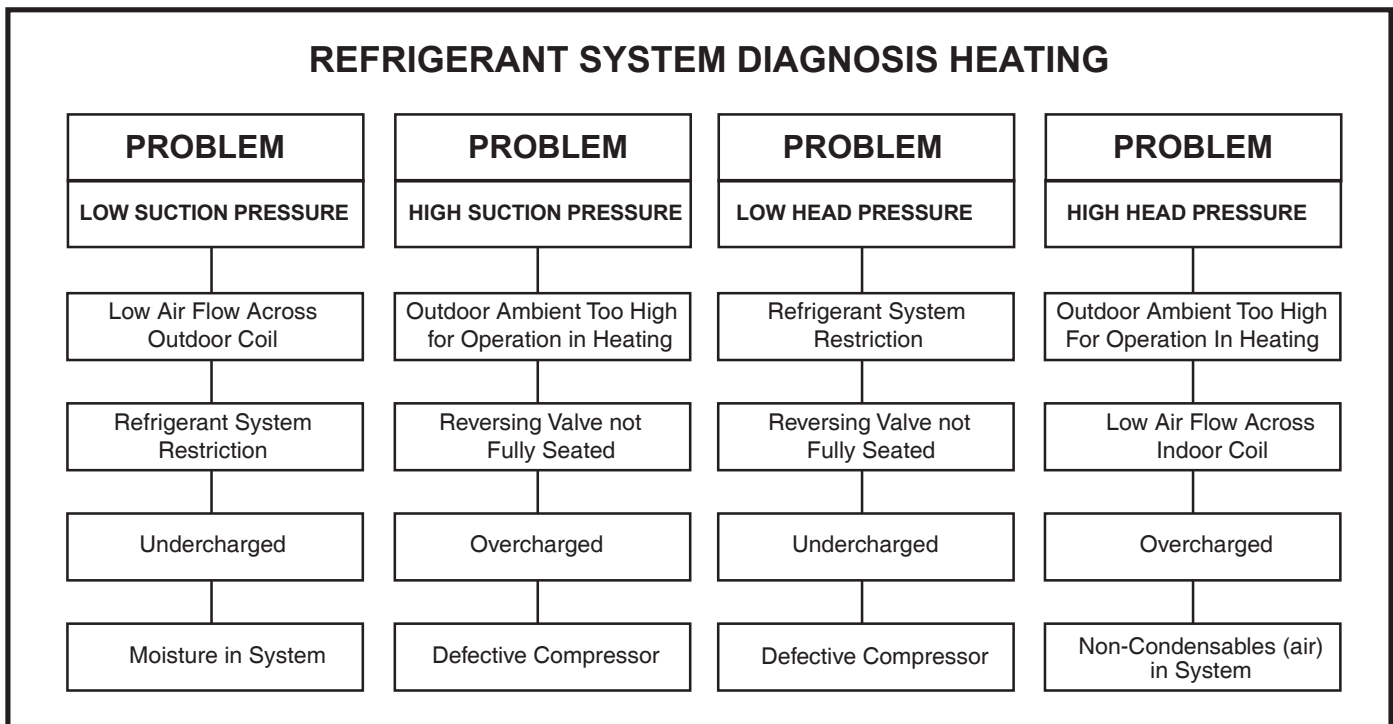 REFRIGERANT SYSTEM DIAGNOSIS HEATING
PROBLEM
LOW SUCTION PRESSURE
Low Air Flow Across
Outdoor Coil
Refrigerant System
Restriction
Undercharged
Moisture in System
PROBLEM
HIGH SUCTION PRESSURE
Outdoor Ambient Too High
for Operation in Heating
Reversing Valve not
Fully Seated
Overcharged
Defective Compressor
PROBLEM
LOW HEAD PRESSURE
Refrigerant System
Restriction
Reversing Valve not
Fully Seated
Undercharged
Defective Compressor
PROBLEM
HIGH HEAD PRESSURE
Outdoor Ambient Too High
For Operation In Heating
Low Air Flow Across
Indoor Coil
Overcharged
Non-Condensables (air)
in System